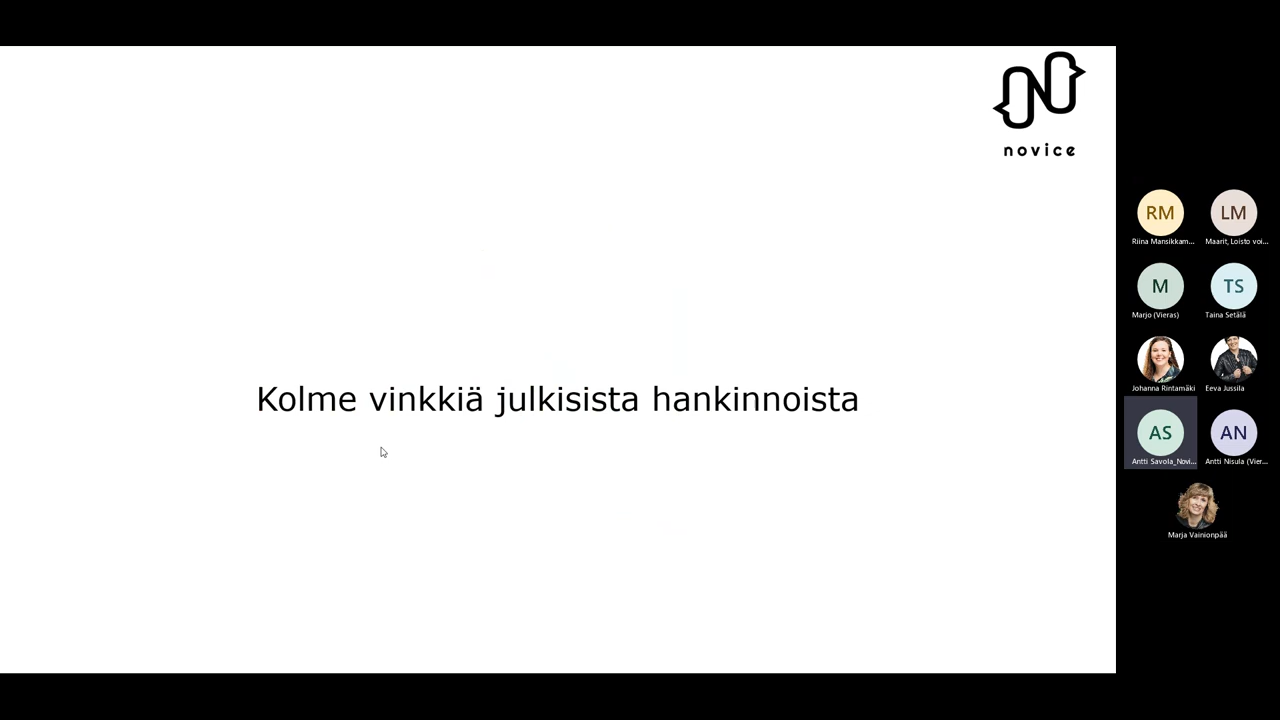 novice
Kolme vinkkiä julkisista hankinnoista
RM
LM
Riina Mansikkam...
Maarit, Loisto voi...
M
TS
Marjo (Vieras)
Taina Setälä
Johanna Rintamäki
Eeva Jussila
AS
AN
Antti Savola_Novi...
Antti Nisula (Vier...
Marja Vainionpää